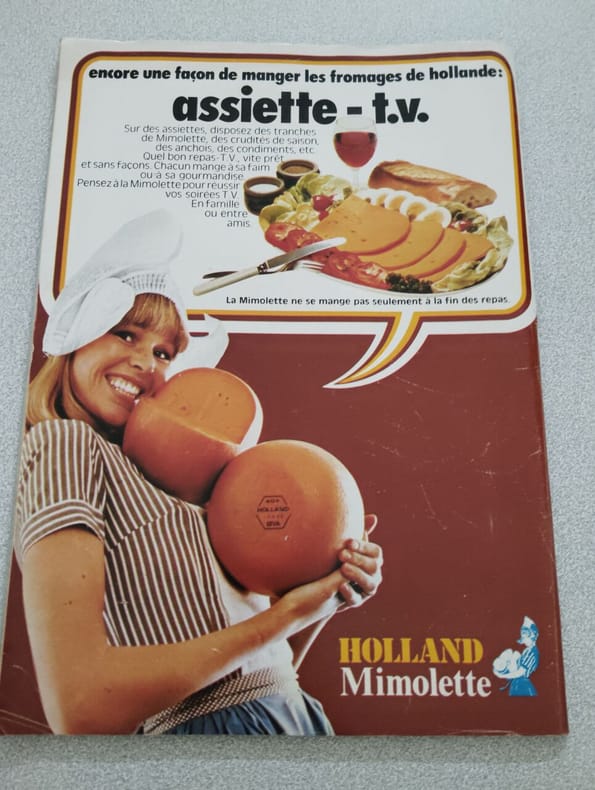 encore une façon de manger les fromages de hollande:
assiette - t.v.
Sur des assiettes, disposez des tranches
de Mimolette, des crudités de saison,
des anchois, des condiments, etc.
Quel bon repas-T.V., vite prêt
et sans façons. Chacun mange à sa faim
ou à sa gourmandise.
Pensez à la Mimolette pour réussir
vos soirées T.V.
En famille
ou entre
amis.
La Mimolette ne se mange pas seulement à la fin des repas.
HOLLAND
HOLLAND
Mimolette